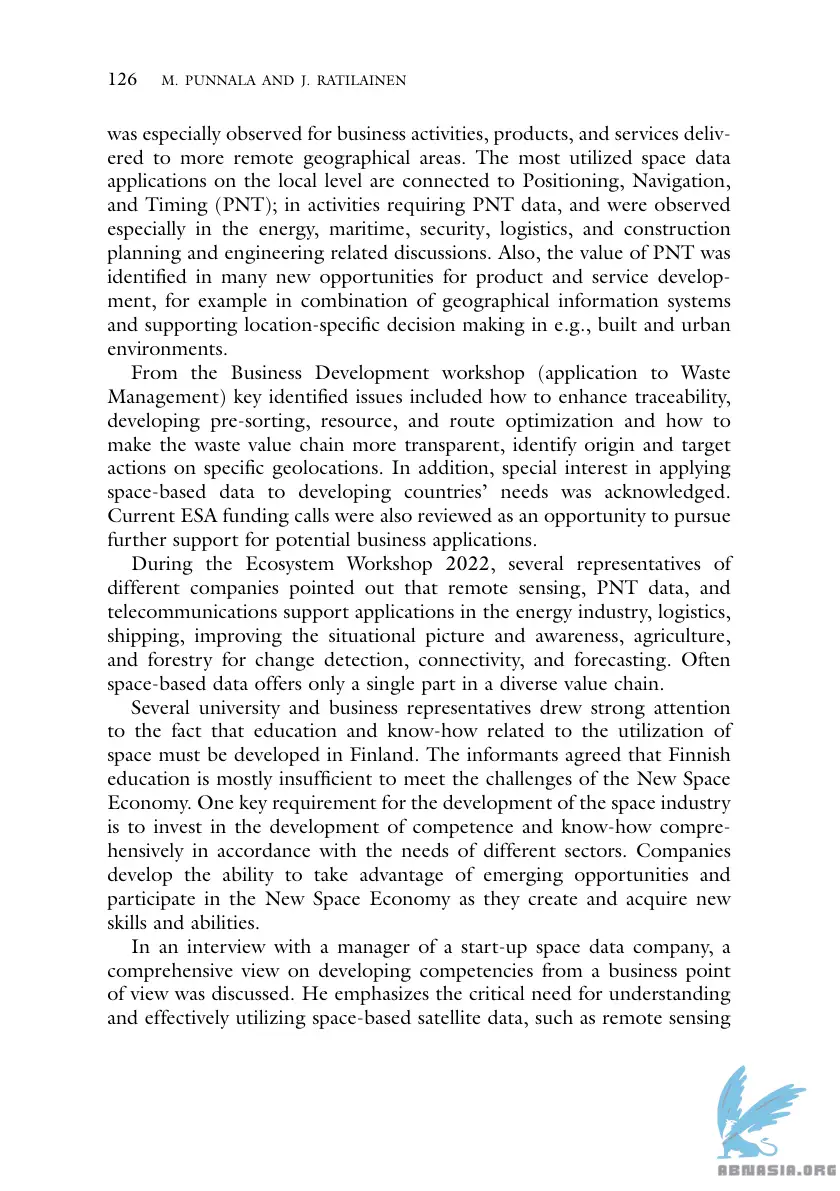 126 M. PUNNALA AND J. RATILAINEN
was especially observed for business activities, products, and services deliv-
ered to more remote geographical areas. The most utilized space data
applications on the local level are connected to Positioning, Navigation,
and Timing (PNT); in activities requiring PNT data, and were observed
especially in the energy, maritime, security, logistics, and construction
planning and engineering related discussions. Also, the value of PNT was
identified in many new opportunities for product and service develop-
ment, for example in combination of geographical information systems
and supporting location-specific decision making in e.g., built and urban
environments.
From the Business Development workshop (application to Waste
Management) key identified issues included how to enhance traceability,
developing pre-sorting, resource, and route optimization and how to
make the waste value chain more transparent, identify origin and target
actions on specific geolocations. In addition, special interest in applying
space-based data to developing countries’ needs was acknowledged.
Current ESA funding calls were also reviewed as an opportunity to pursue
further support for potential business applications.
During the Ecosystem Workshop 2022, several representatives of
different companies pointed out that remote sensing, PNT data, and
telecommunications support applications in the energy industry, logistics,
shipping, improving the situational picture and awareness, agriculture,
and forestry for change detection, connectivity, and forecasting. Often
space-based data offers only a single part in a diverse value chain.
Several university and business representatives drew strong attention
to the fact that education and know-how related to the utilization of
space must be developed in Finland. The informants agreed that Finnish
education is mostly insufficient to meet the challenges of the New Space
Economy. One key requirement for the development of the space industry
is to invest in the development of competence and know-how compre-
hensively in accordance with the needs of different sectors. Companies
develop the ability to take advantage of emerging opportunities and
participate in the New Space Economy as they create and acquire new
skills and abilities.
In an interview with a manager of a start-up space data company, a
comprehensive view on developing competencies from a business point
of view was discussed. He emphasizes the critical need for understanding
and effectively utilizing space-based satellite data, such as remote sensing
ABNASIA.ORG